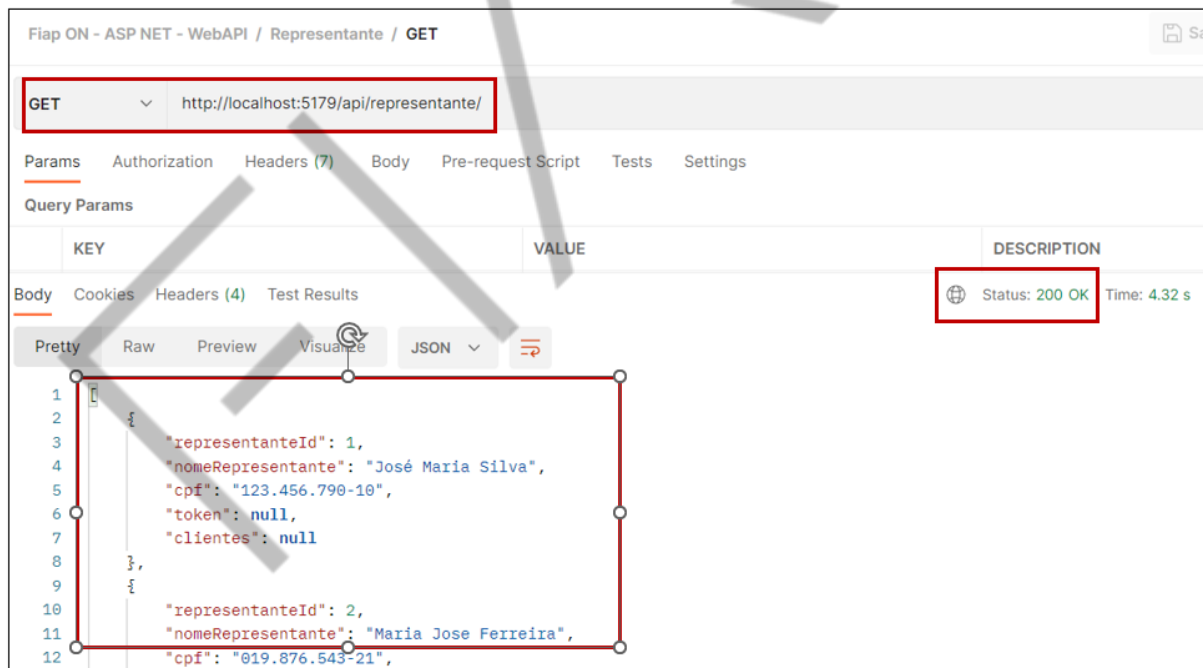 Fiap ON - ASP NET - WebAPI / Representante / GET
Sa
GET http://localhost:5179/api/representante/
Params Authorization Headers (7) Body Pre-request Script Tests Settings
Query Params
KEY VALUE DESCRIPTION
Body Cookies Headers (4) Test Results Status: 200 OK Time: 4.32 s
Pretty Raw Preview Visualize JSON
1 [
2 {
3 "representanteId": 1,
4 "nomeRepresentante": "José Maria Silva",
5 "cpf": "123.456.790-10",
6 "token": null,
7 "clientes": null
8 },
9 {
10 "representanteId": 2,
11 "nomeRepresentante": "Maria Jose Ferreira",
12 "cpf": "019.876.543-21",